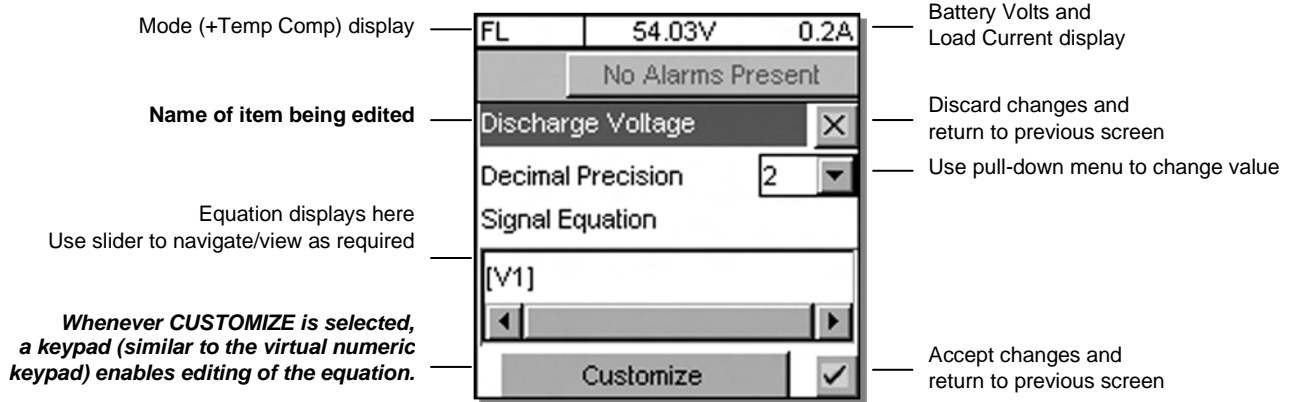 Mode (+Temp Comp) display
FL 54.03V 0.2A
Battery Volts and
Load Current display
No Alarms Present
Name of item being edited
Discharge Voltage
Discard changes and
return to previous screen
Decimal Precision 2
Use pull-down menu to change value
Signal Equation
Equation displays here
Use slider to navigate/view as required
[V1]
Whenever CUSTOMIZE is selected,
a keypad (similar to the virtual numeric
keypad) enables editing of the equation.
Customize
Accept changes and
return to previous screen